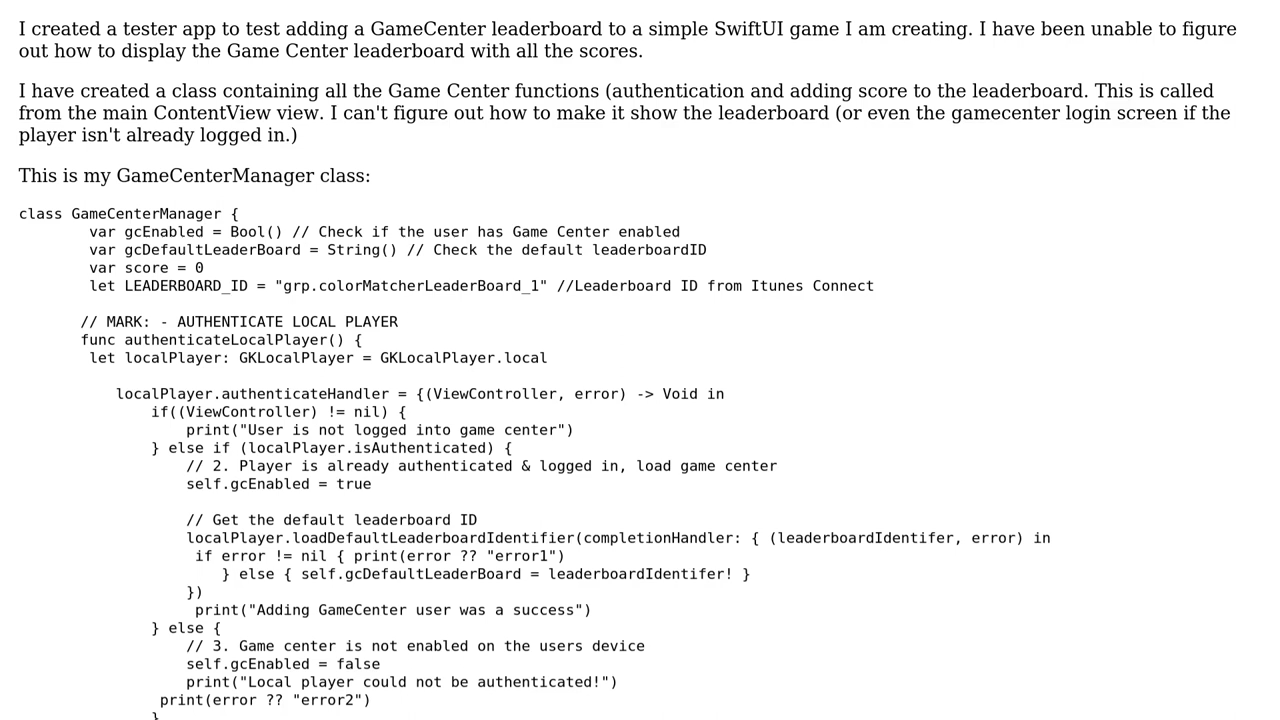 I created a tester app to test adding a GameCenter leaderboard to a simple SwiftUI game I am creating. I have been unable to figure
out how to display the Game Center leaderboard with all the scores.
I have created a class containing all the Game Center functions (authentication and adding score to the leaderboard. This is called
from the main ContentView view. I can't figure out how to make it show the leaderboard (or even the gamecenter login screen if the
player isn't already logged in.)
This is my GameCenterManager class:
class GameCenterManager {
        var gcEnabled = Bool() // Check if the user has Game Center enabled
        var gcDefaultLeaderBoard = String() // Check the default leaderboardID
        var score = 0
        let LEADERBOARD_ID = "grp.colorMatcherLeaderBoard_1" //Leaderboard ID from Itunes Connect
       // MARK: - AUTHENTICATE LOCAL PLAYER
       func authenticateLocalPlayer() {
        let localPlayer: GKLocalPlayer = GKLocalPlayer.local
           localPlayer.authenticateHandler = {(ViewController, error) -> Void in
               if((ViewController) != nil) {
                   print("User is not logged into game center")
               } else if (localPlayer.isAuthenticated) {
                   // 2. Player is already authenticated & logged in, load game center
                   self.gcEnabled = true
                   // Get the default leaderboard ID
                   localPlayer.loadDefaultLeaderboardIdentifier(completionHandler: { (leaderboardIdentifer, error) in
                    if error != nil { print(error ?? "error1")
                       } else { self.gcDefaultLeaderBoard = leaderboardIdentifer! }
                   })
                    print("Adding GameCenter user was a success")
               } else {
                   // 3. Game center is not enabled on the users device
                   self.gcEnabled = false
                   print("Local player could not be authenticated!")
                print(error ?? "error2")
               }